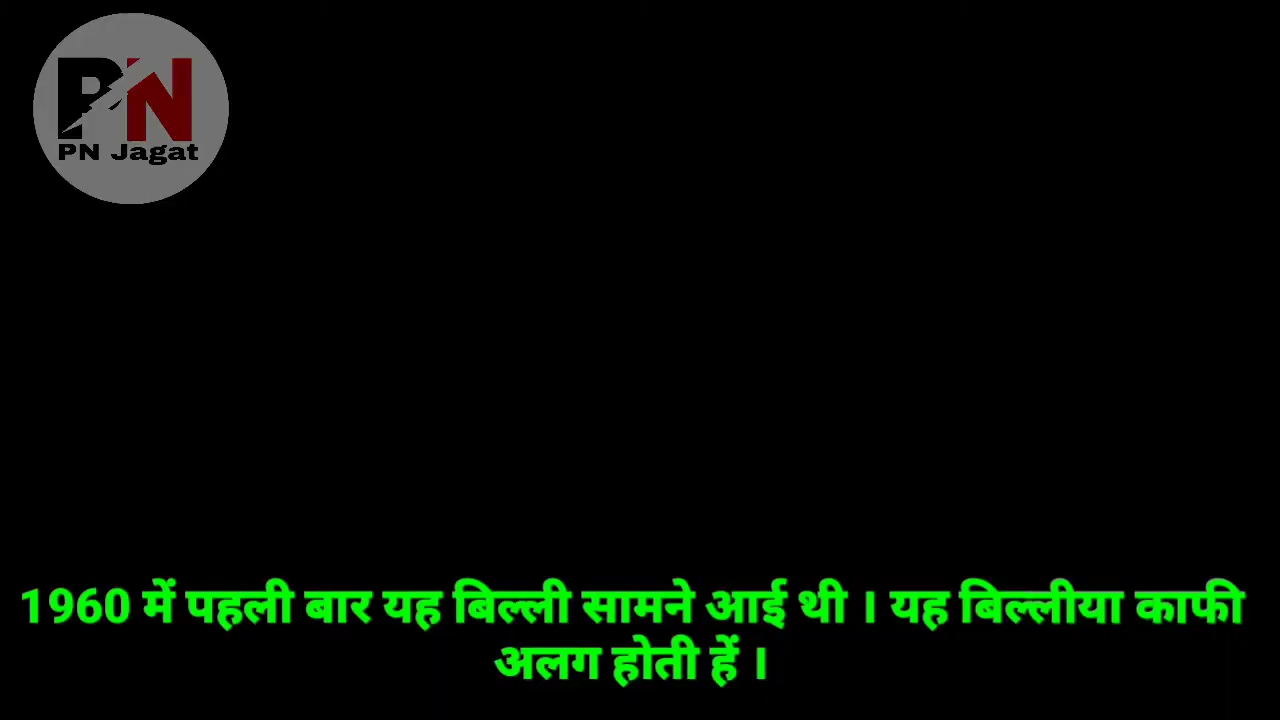 PN
PN Jagat
1960 में पहली बार यह बिल्ली सामने आई थी । यह बिल्लीया काफी
अलग होती हें ।